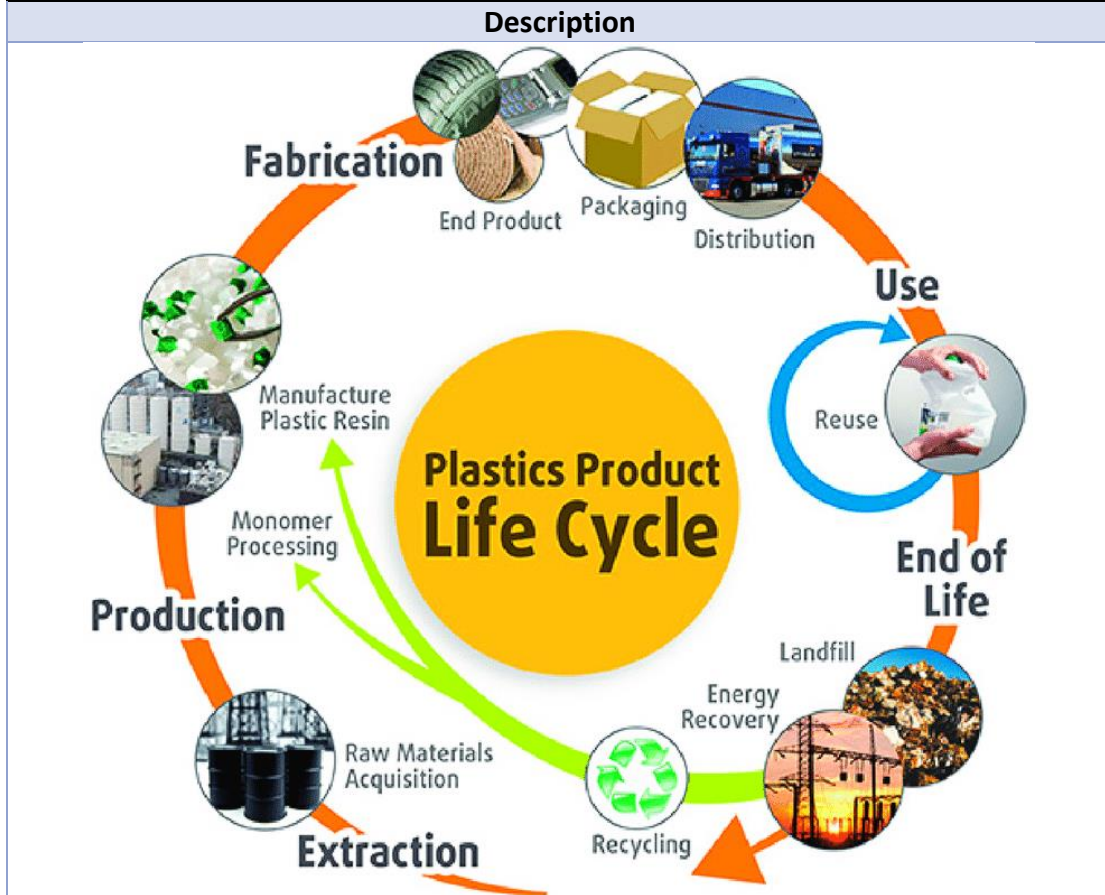 Description
Fabrication
End Product
Packaging
Distribution
Use
Reuse
Manufacture
Plastic Resin
Plastics Product
Life Cycle
Monomer
Processing
End of
Life
Production
Landfill
Energy
Recovery
Raw Materials
Acquisition
Recycling
Extraction